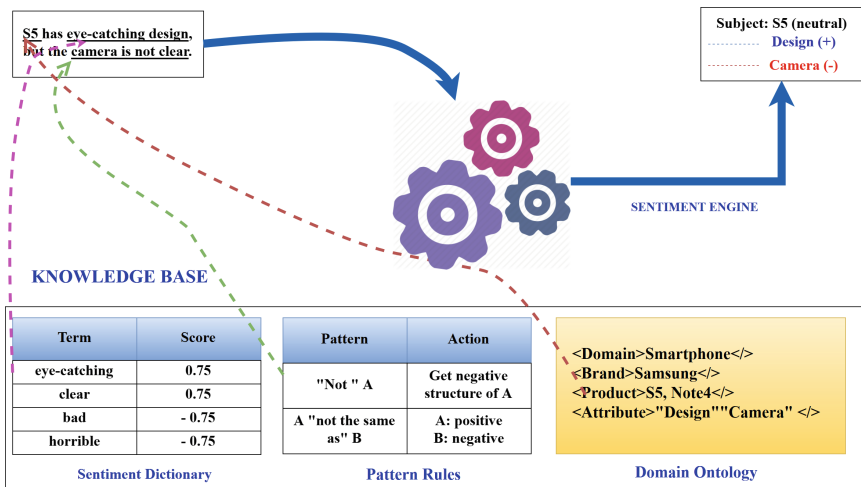 S5 has eye-catching design,
but the camera is not clear.
Subject: S5 (neutral)
Design (+)
Camera (-)
SENTIMENT ENGINE
KNOWLEDGE BASE
Term Score
eye-catching 0.75
clear 0.75
bad - 0.75
horrible - 0.75
Sentiment Dictionary
Pattern Action
"Not " A Get negative
structure of A
A "not the same
as" B A: positive
B: negative
Pattern Rules
<Domain>Smartphone</>
<Brand>Samsung</>
<Product>S5, Note4</>
<Attribute>"Design""Camera" </>
Domain Ontology